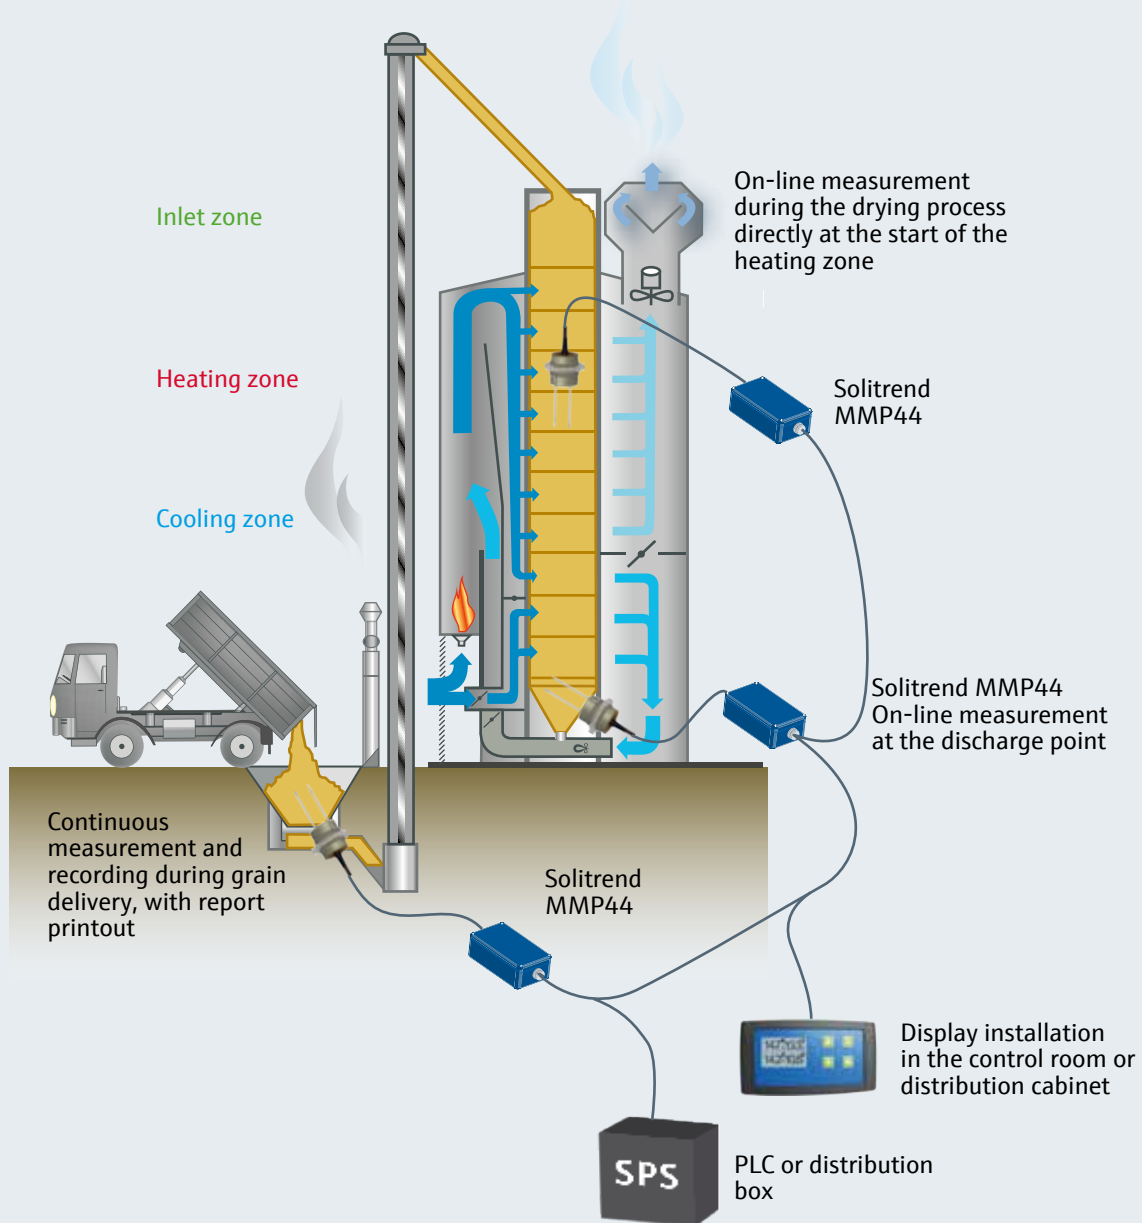 Inlet zone
On-line measurement
during the drying process
directly at the start of the
heating zone
Heating zone
Solitrend
MMP44
Cooling zone
Solitrend MMP44
On-line measurement
at the discharge point
Continuous
measurement and
recording during grain
delivery, with report
printout
Solitrend
MMP44
Display installation
in the control room or
distribution cabinet
SPS
PLC or distribution
box